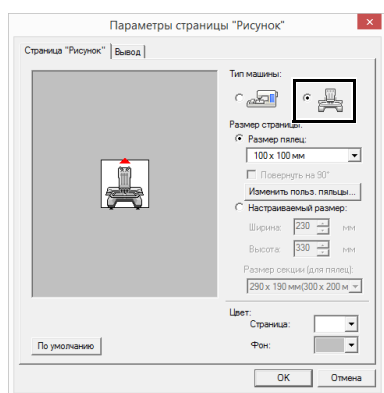 Параметры страницы "Рисунок"
Страница "Рисунок" Вывод
Тип машины:
Размер страницы:
Размер пялец:
100 x 100 мм
Повернуть на 90°
Изменить польз. пяльцы...
Настраиваемый размер:
Ширина: 230 мм
Высота: 330 мм
Размер секции (для пялец):
290 x 190 мм(300 x 200 м
Цвет:
Страница:
Фон:
По умолчанию
OK Отмена